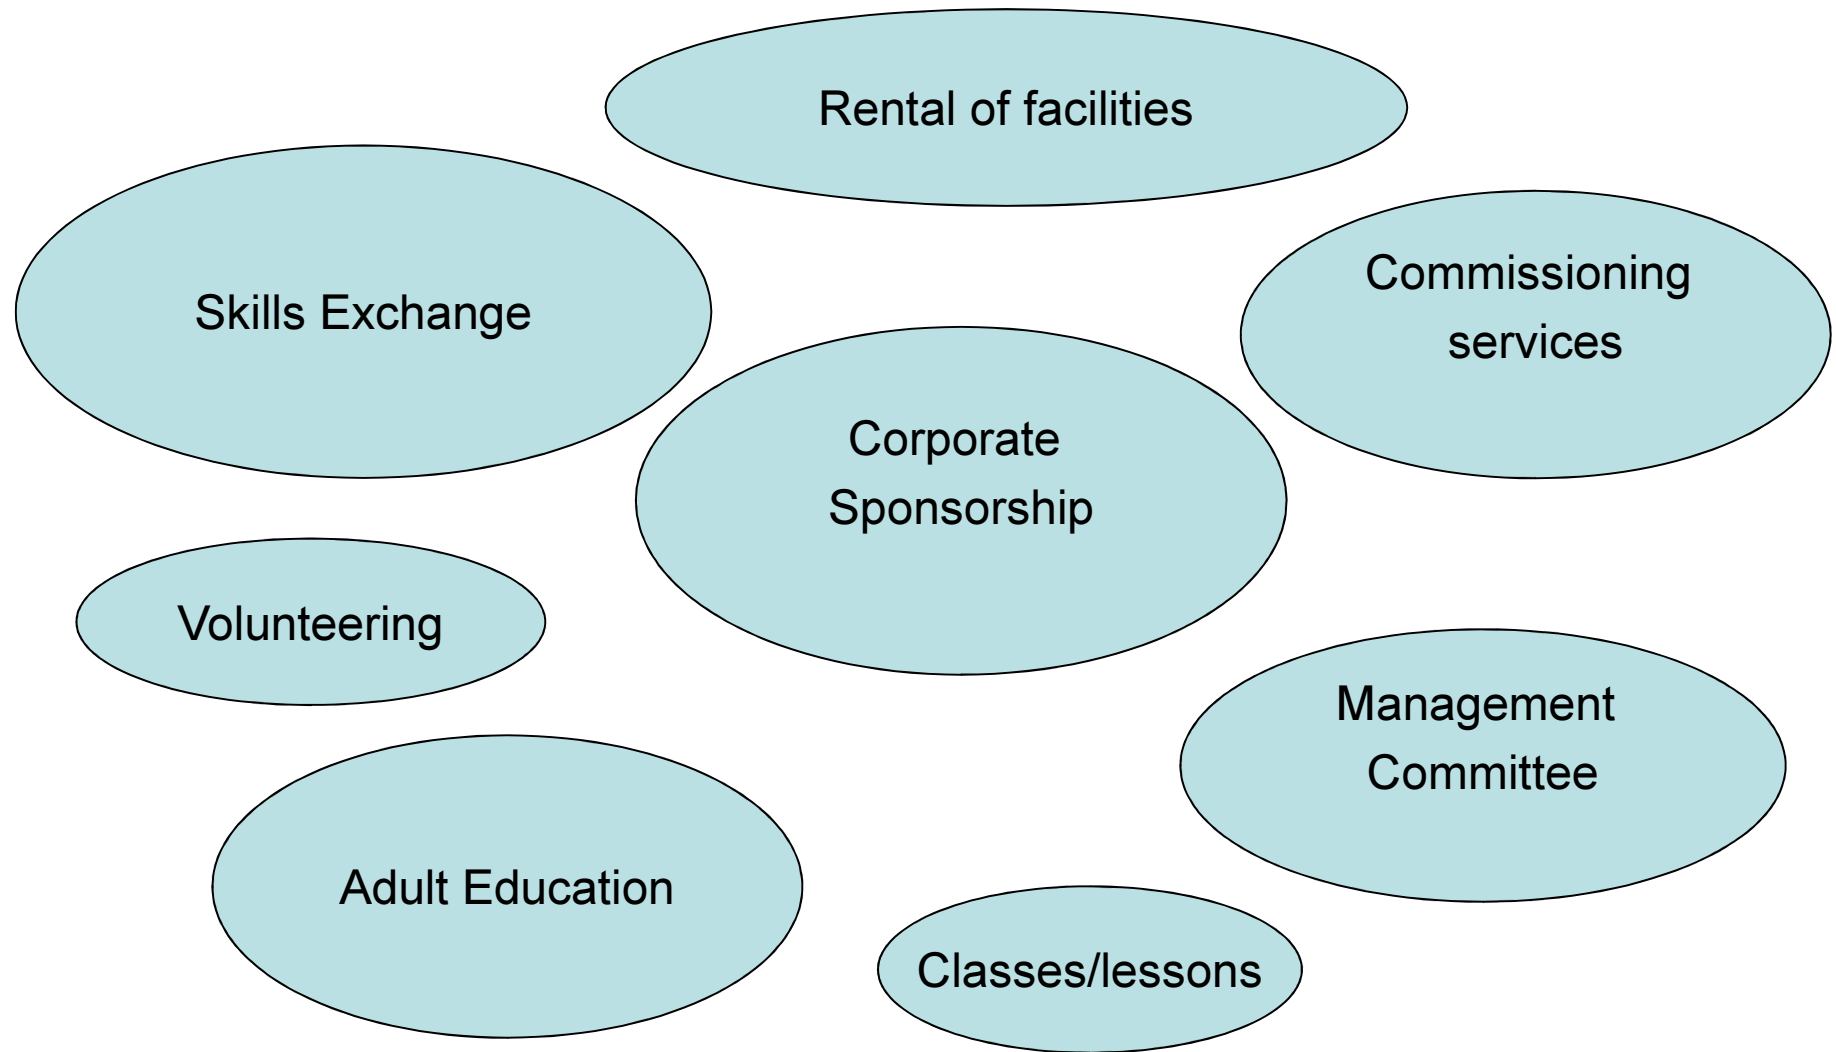 Rental of facilities
Skills Exchange
Commissioning
services
Corporate
Sponsorship
Volunteering
Management
Committee
Adult Education
Classes/lessons